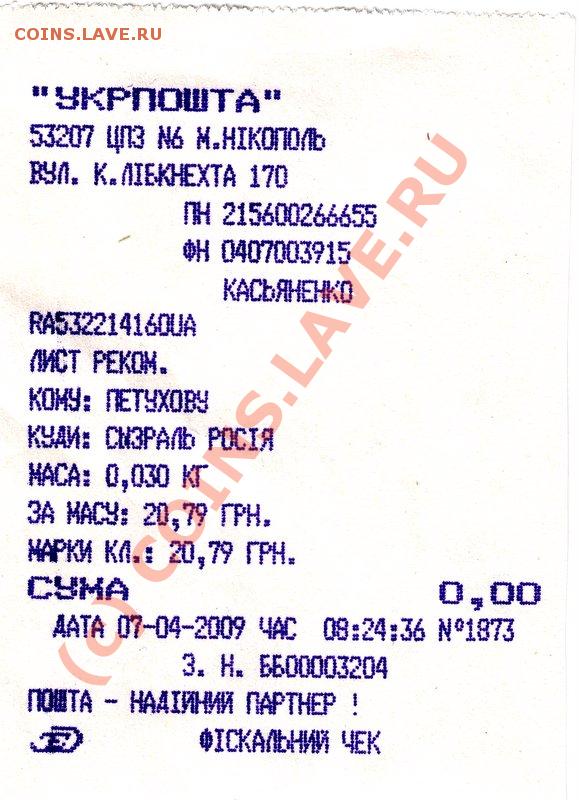 COINS.LAVE.RU
"УКРПОШТА"
53207 ЦПЗ N6 М.НІКОПОЛЬ
ВУЛ. К.ЛІБКНЕХТА 170
ПН 215600266655
ФН 0407003915
КАСЬЯНЕНКО
RA532214160UA
ЛИСТ РЕКОМ.
КОМУ: ПЕТУХОВУ
КУДИ: СЫЗРАЛЬ РОСІЯ
МАСА: 0,030 КГ
ЗА МАСУ: 20,79 ГРН.
МАРКИ КЛ.: 20,79 ГРН.
СУМА 0,00
ДАТА 07-04-2009 ЧАС 08:24:36 №1873
З. Н. ББ00003204
ПОШТА - НАДІЙНИЙ ПАРТНЕР !
ФІСКАЛЬНИЙ ЧЕК
(c) COINS.LAVE.RU